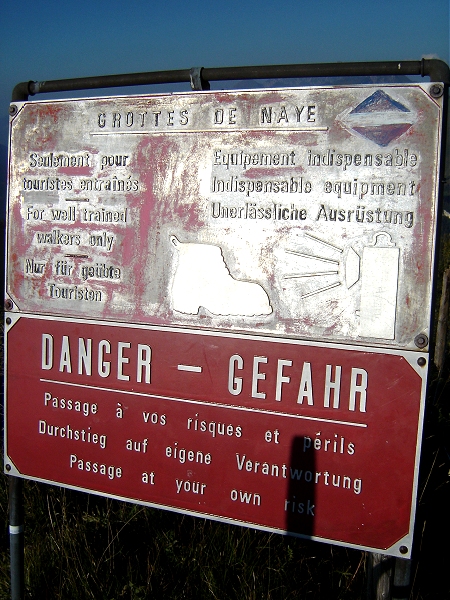 GROTTES DE NAYE
Seulement pour
touristes entraînés
For well trained
walkers only
Nur für geübte
Touristen
Equipement indispensable
Indispensable equipment
Unerlässliche Ausrüstung
DANGER — GEFAHR
Passage à vos risques et périls
Durchstieg auf eigene Verantwortung
Passage at your own risk